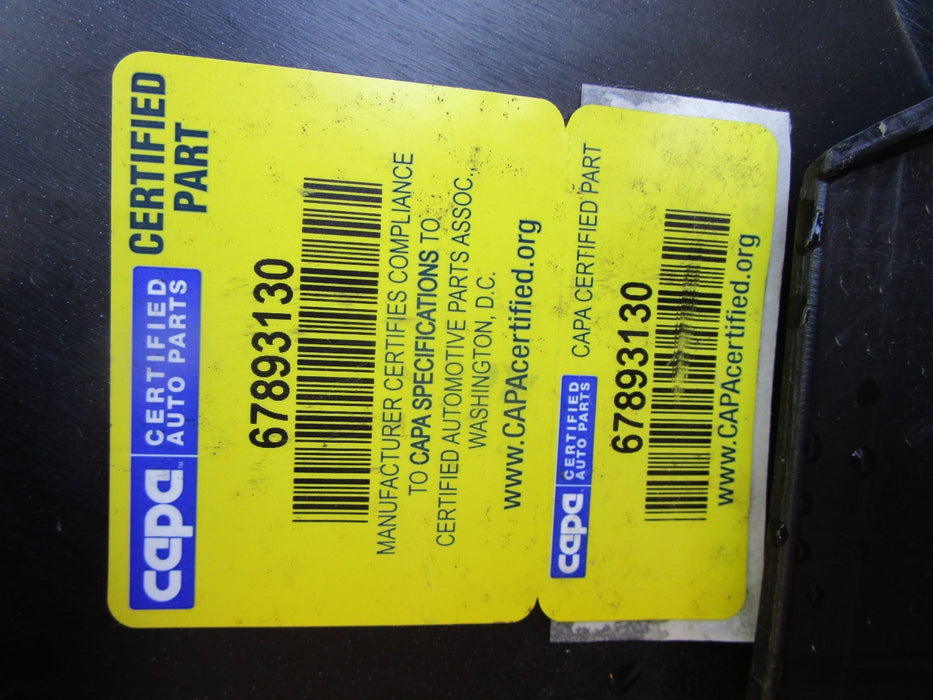 capa™ CERTIFIED
AUTO PARTS
CERTIFIED
PART
67893130
MANUFACTURER CERTIFIES COMPLIANCE
TO CAPA SPECIFICATIONS TO:
CERTIFIED AUTOMOTIVE PARTS ASSOC.,
WASHINGTON, D.C.
www.CAPAcertified.org
capa CERTIFIED
AUTO PARTS
CAPA CERTIFIED PART
67893130
www.CAPAcertified.org